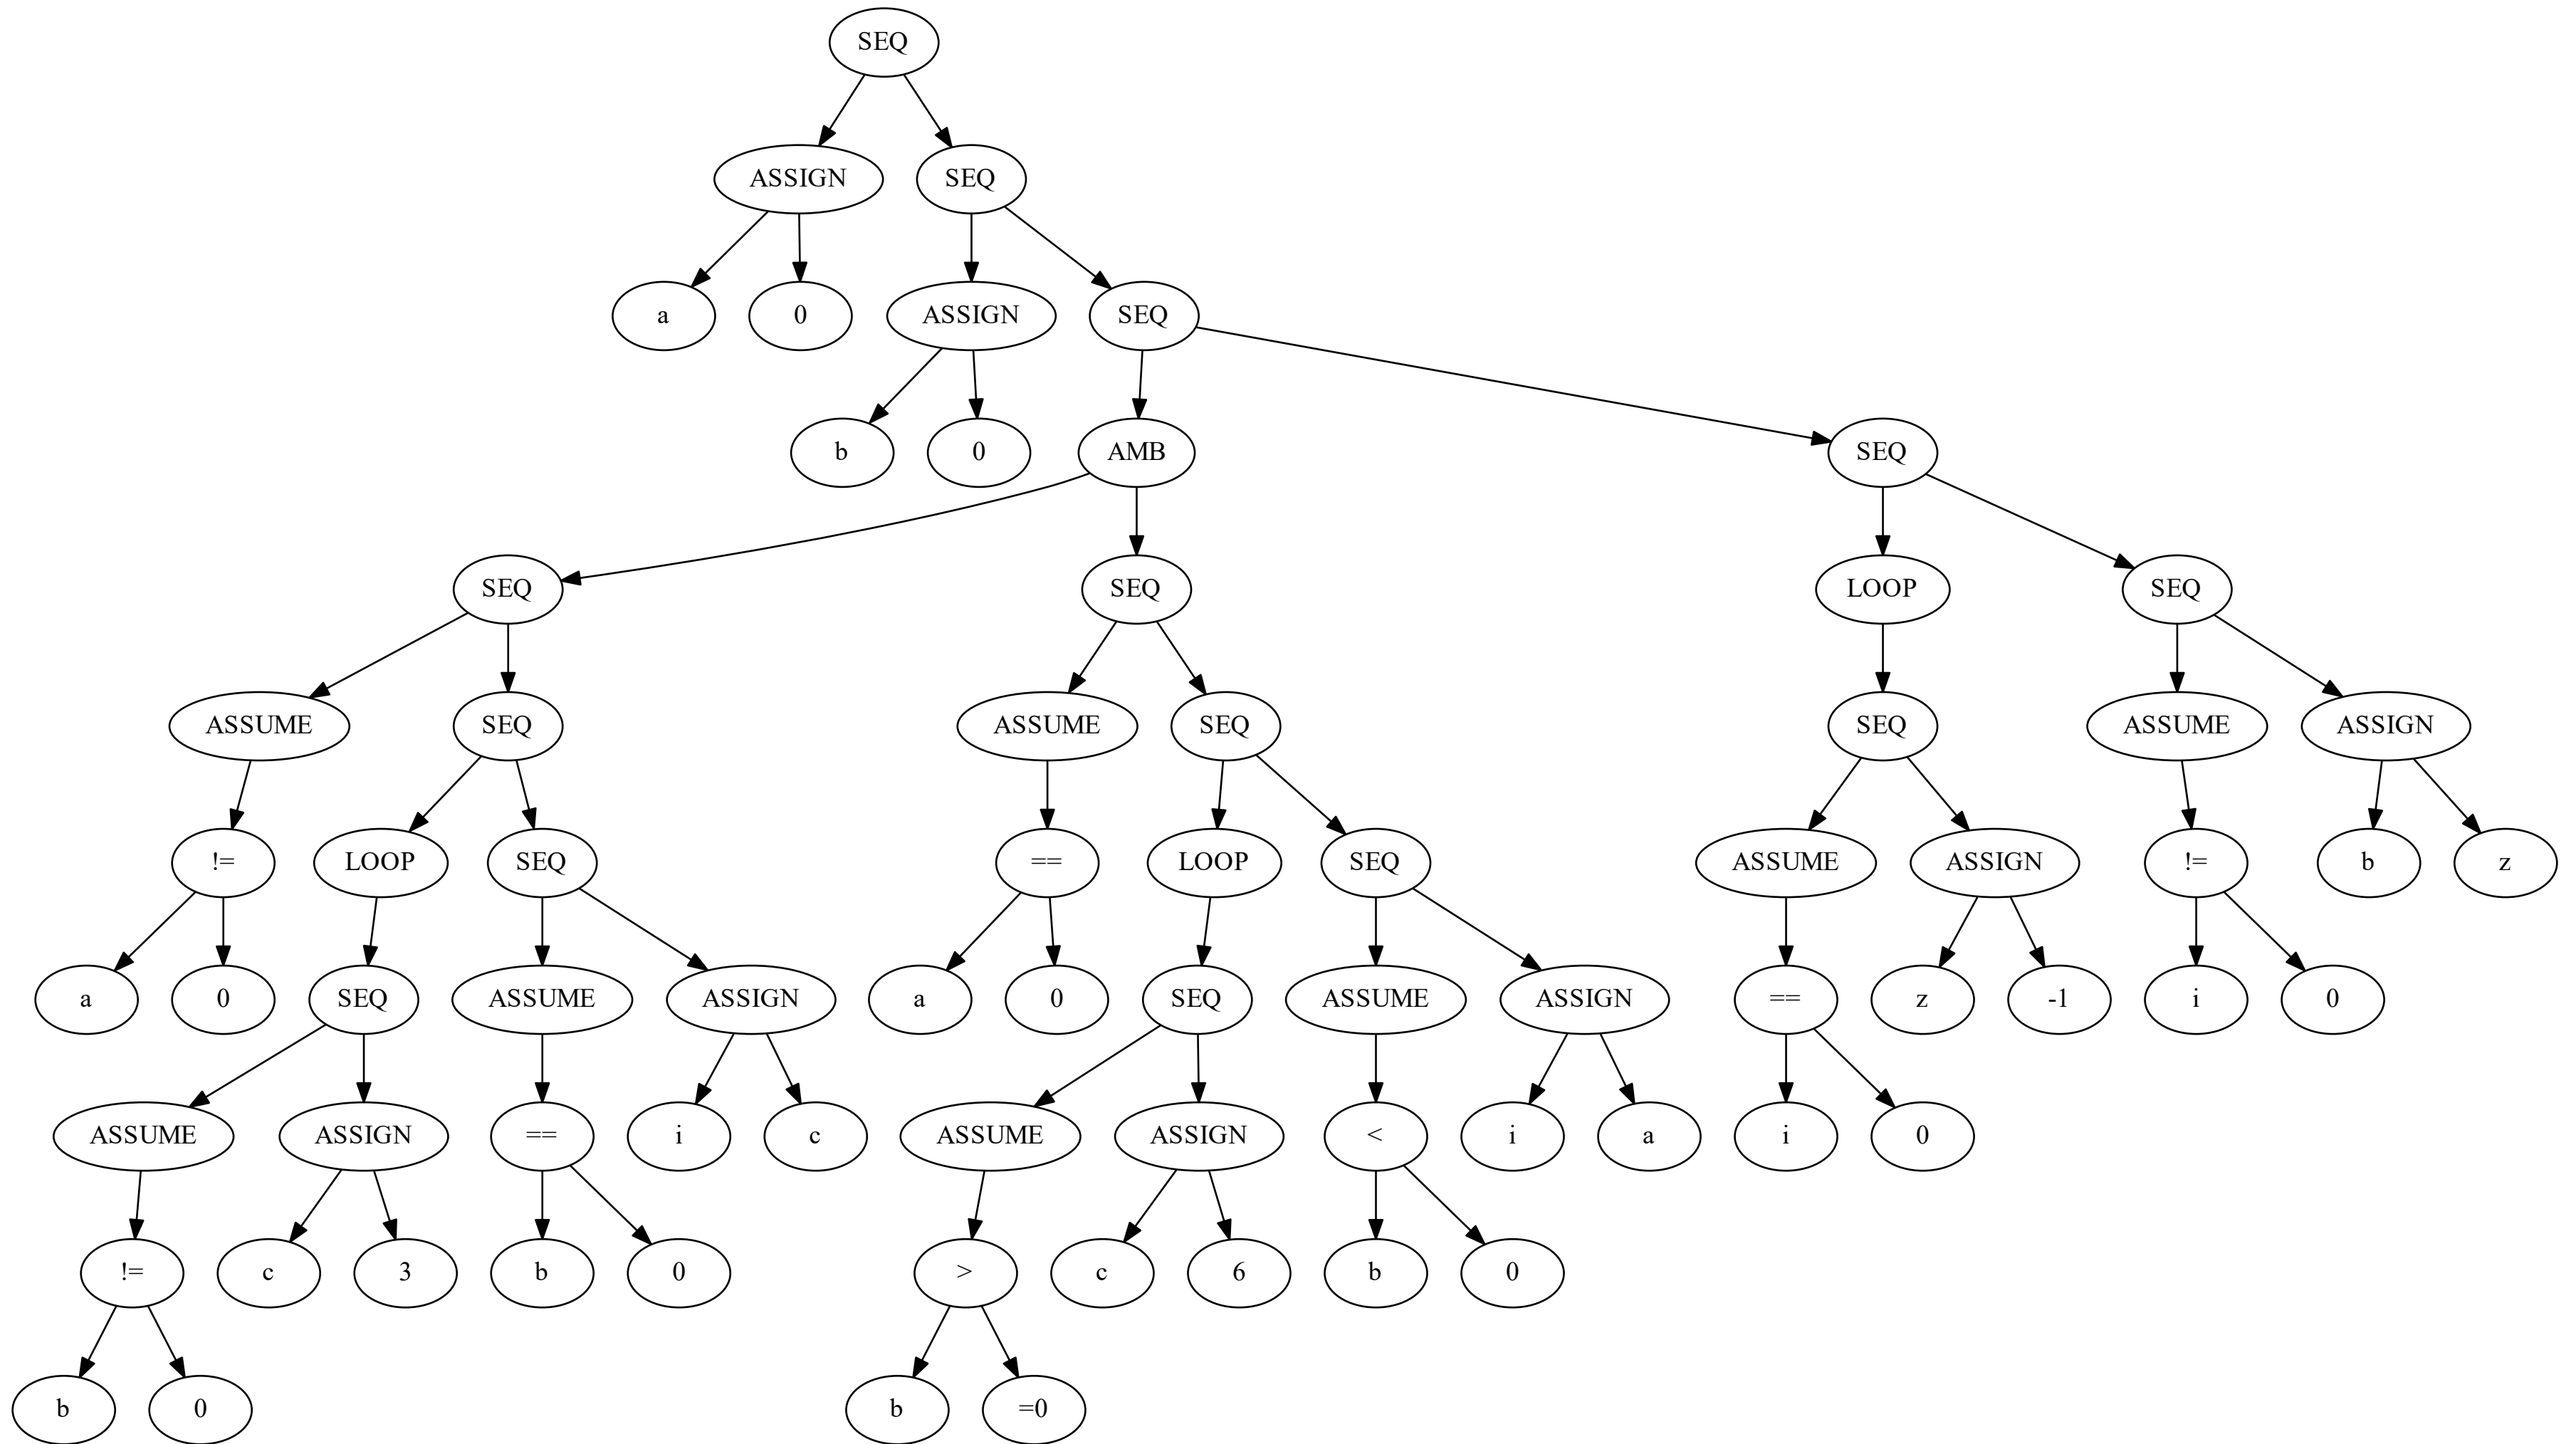 SEQ
ASSIGN SEQ
a 0 ASSIGN SEQ
b 0 AMB SEQ
SEQ SEQ LOOP SEQ
ASSUME SEQ ASSUME SEQ SEQ ASSUME ASSIGN
!= LOOP SEQ == LOOP SEQ ASSUME ASSIGN != b z
a 0 SEQ ASSUME ASSIGN a 0 SEQ ASSUME ASSIGN == z -1 i 0
ASSUME ASSIGN == i c ASSUME ASSIGN < i a i 0
!= c 3 b 0 > c 6 b 0
b 0 b =0